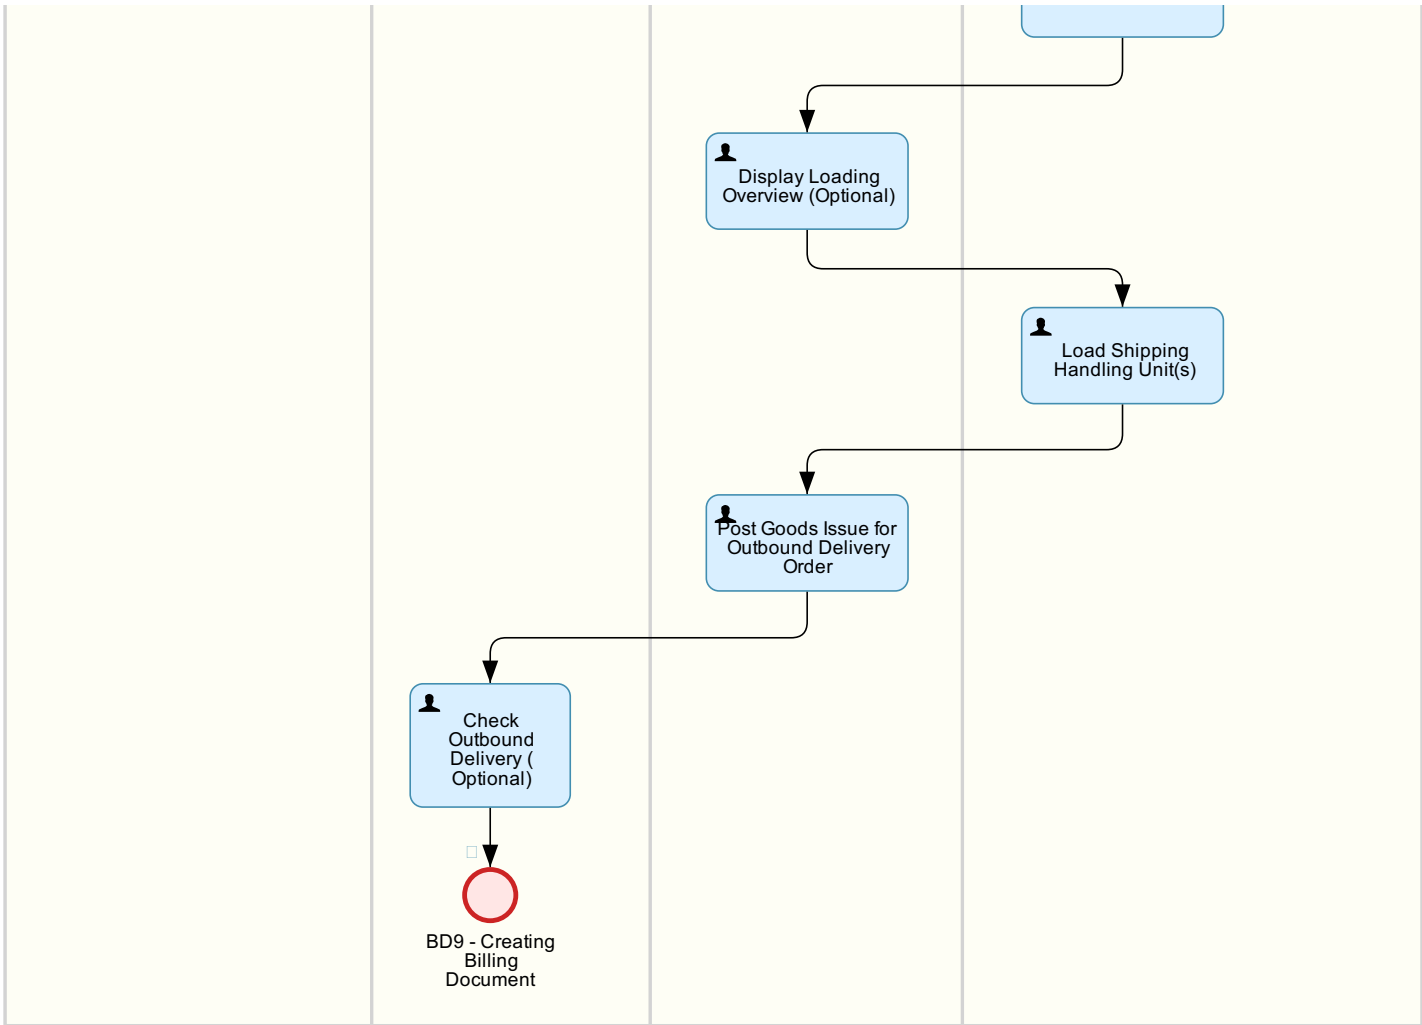 Display Loading
Overview (Optional)
Load Shipping
Handling Unit(s)
Post Goods Issue for
Outbound Delivery
Order
Check
Outbound
Delivery (
Optional)
BD9 - Creating
Billing
Document